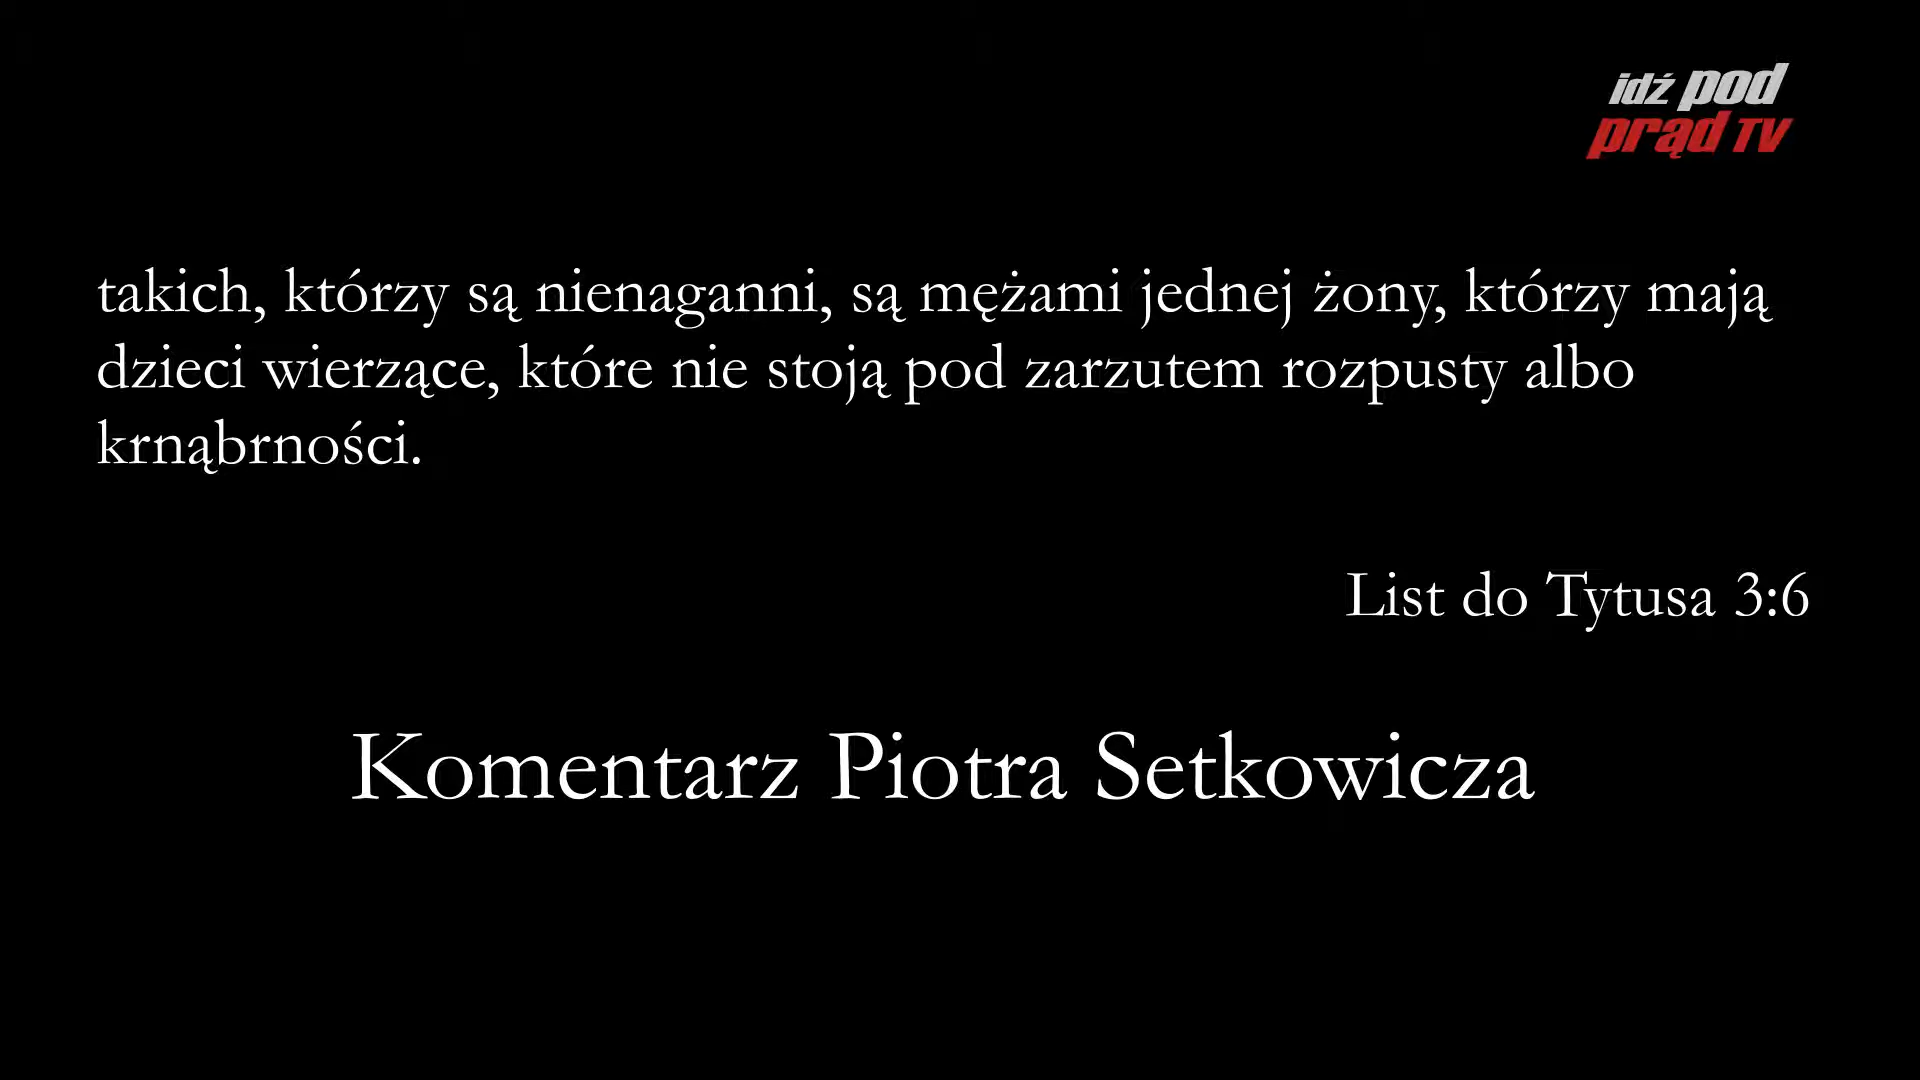 idź pod
prąd TV
takich, którzy są nienaganni, są mężami jednej żony, którzy mają
dzieci wierzące, które nie stoją pod zarzutem rozpusty albo
krnąbrności.
List do Tytusa 3:6
Komentarz Piotra Setkowicza